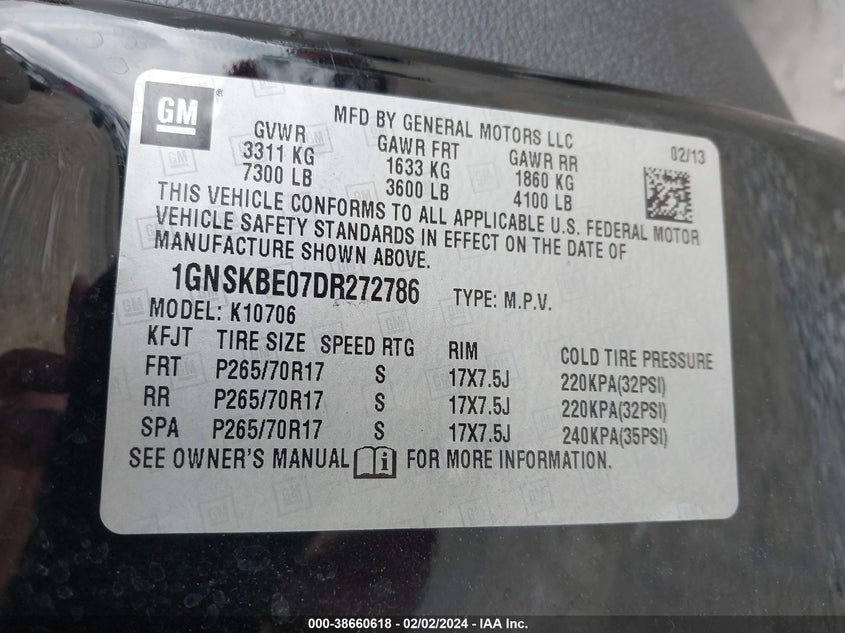 GM ®
MFD BY GENERAL MOTORS LLC
02/13
GVWR GAWR FRT GAWR RR
3311 KG 1633 KG 1860 KG
7300 LB 3600 LB 4100 LB
THIS VEHICLE CONFORMS TO ALL APPLICABLE U.S. FEDERAL MOTOR
VEHICLE SAFETY STANDARDS IN EFFECT ON THE DATE OF
MANUFACTURE SHOWN ABOVE.
1GNSKBE07DR272786 TYPE: M.P.V.
MODEL: K10706
KFJT TIRE SIZE SPEED RTG RIM COLD TIRE PRESSURE
FRT P265/70R17 S 17X7.5J 220KPA(32PSI)
RR P265/70R17 S 17X7.5J 220KPA(32PSI)
SPA P265/70R17 S 17X7.5J 240KPA(35PSI)
SEE OWNER'S MANUAL i FOR MORE INFORMATION.
000-38660618 - 02/02/2024 - IAA Inc.